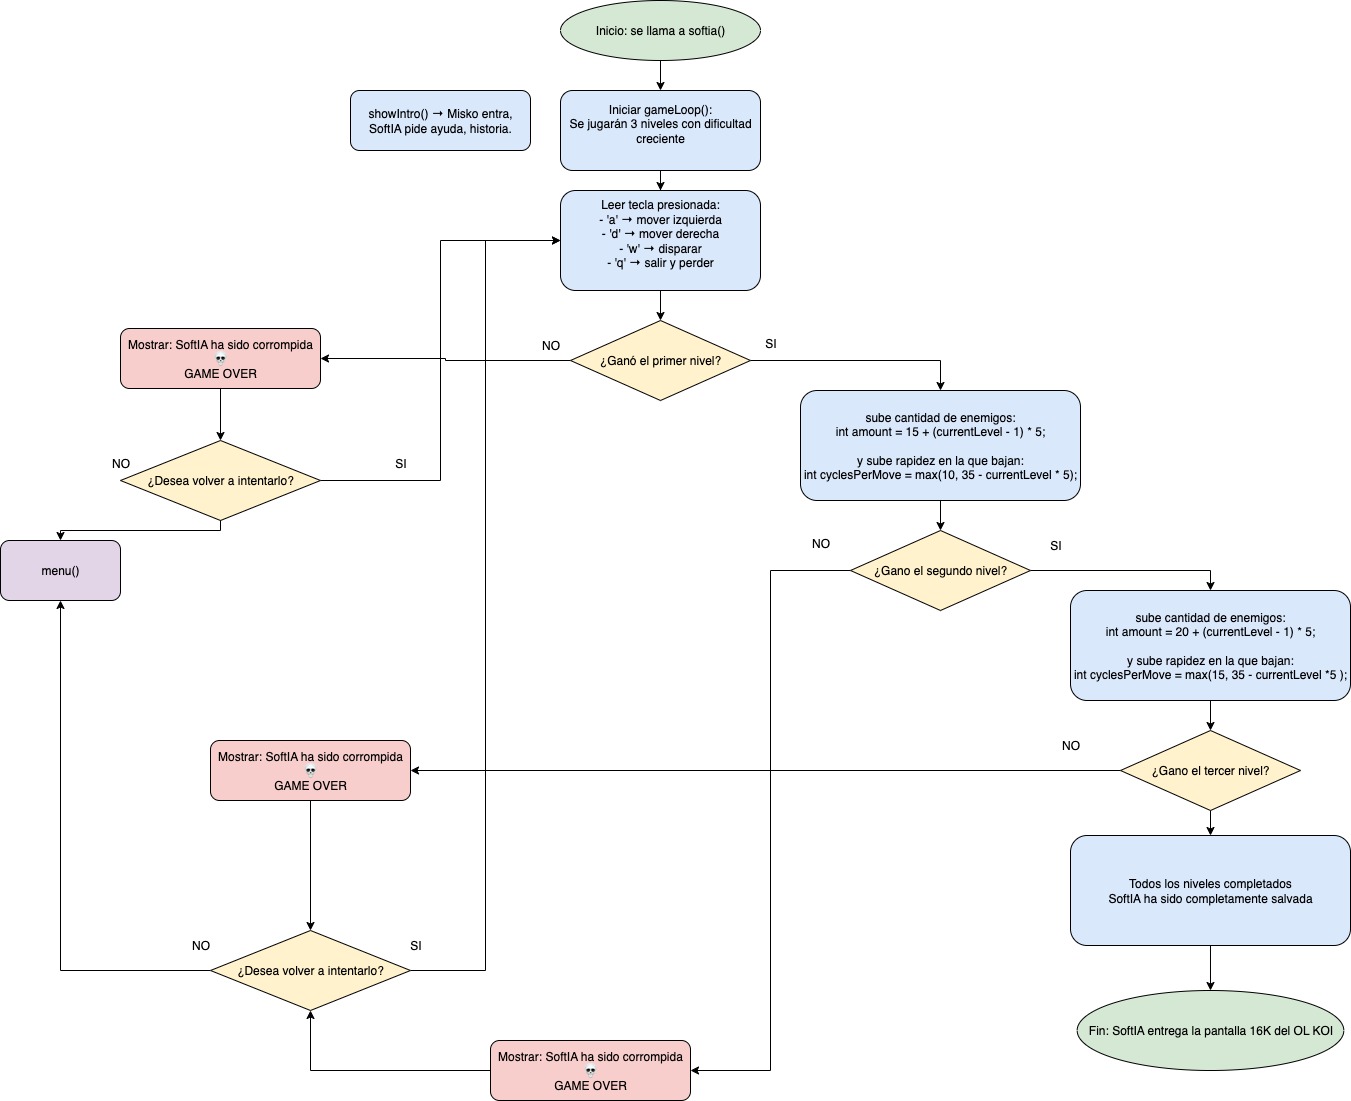 Inicio: se llama a softia()
showIntro() → Misko entra,
SoftIA pide ayuda, historia.
Iniciar gameLoop():
Se jugarán 3 niveles con dificultad
creciente
Leer tecla presionada:
- 'a' → mover izquierda
- 'd' → mover derecha
- 'w' → disparar
- 'q' → salir y perder
Mostrar: SoftIA ha sido corrompida
💀
GAME OVER
NO
¿Ganó el primer nivel?
SI
sube cantidad de enemigos:
int amount = 15 + (currentLevel - 1) * 5;
y sube rapidez en la que bajan:
int cyclesPerMove = max(10, 35 - currentLevel * 5);
NO
¿Desea volver a intentarlo?
SI
menu()
NO
¿Gano el segundo nivel?
SI
sube cantidad de enemigos:
int amount = 20 + (currentLevel - 1) * 5;
y sube rapidez en la que bajan:
int cyclesPerMove = max(15, 35 - currentLevel *5 );
NO
¿Gano el tercer nivel?
Mostrar: SoftIA ha sido corrompida
💀
GAME OVER
Todos los niveles completados
SoftIA ha sido completamente salvada
NO
¿Desea volver a intentarlo?
SI
Fin: SoftIA entrega la pantalla 16K del OL KOI
Mostrar: SoftIA ha sido corrompida
💀
GAME OVER